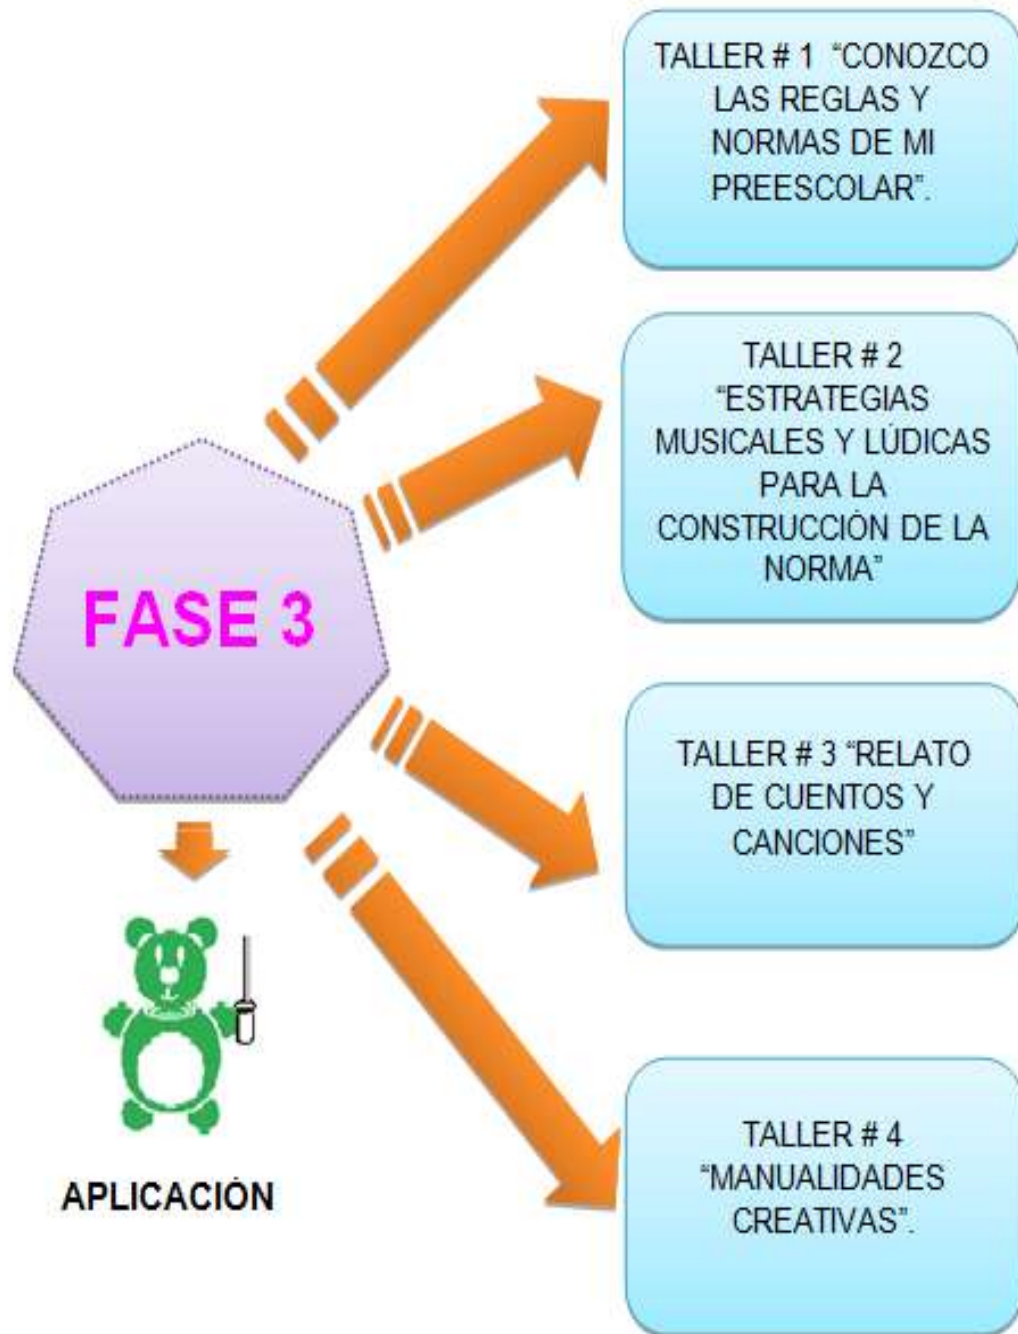 TALLER # 1 “CONOZCO
LAS REGLAS Y
NORMAS DE MI
PREESCOLAR”.
TALLER # 2
“ESTRATEGIAS
MUSICALES Y LÚDICAS
PARA LA
CONSTRUCCIÓN DE LA
NORMA”
FASE 3
TALLER # 3 “RELATO
DE CUENTOS Y
CANCIONES”
TALLER # 4
“MANUALIDADES
CREATIVAS”.
APLICACIÓN